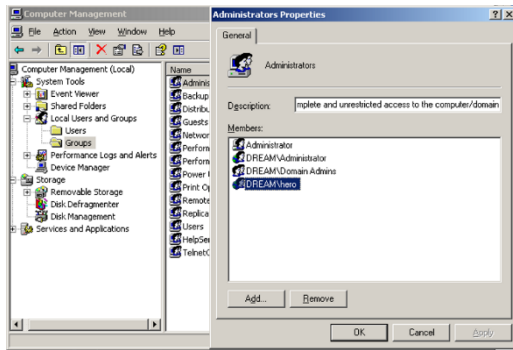 Computer Management
File Action View Window Help
Computer Management (Local)
System Tools
Event Viewer
Shared Folders
Local Users and Groups
Users
Groups
Performance Logs and Alerts
Device Manager
Storage
Removable Storage
Disk Defragmenter
Disk Management
Services and Applications
Name
Adminis
Backup
Distribu
Guests
Networ
Perform
Perform
Power
Print Op
Remote
Replica
Users
HelpSer
TelnetC
Administrators Properties
General
Administrators
Description: mplete and unrestricted access to the computer/domain
Members:
Administrator
DREAM\Administrator
DREAM\Domain Admins
DREAM\hero
Add... Remove
OK Cancel Apply